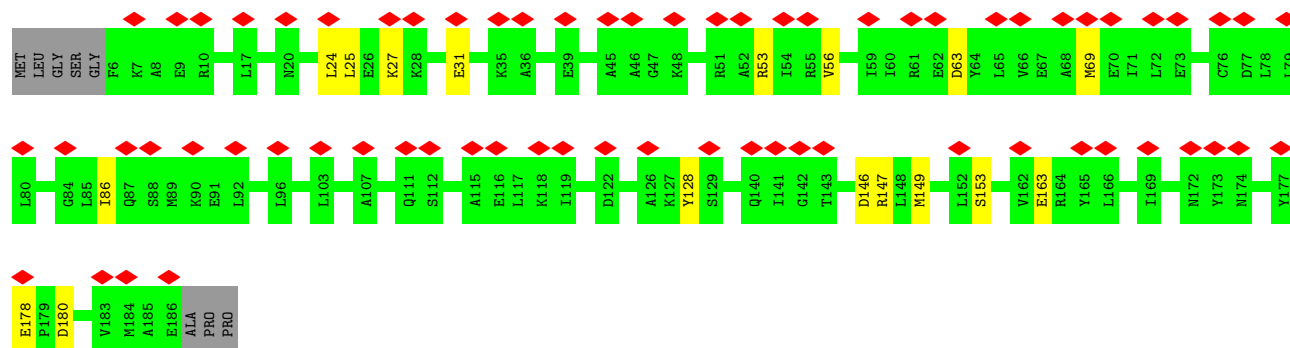 MET LEU GLY SER GLY F6 K7 A8 E9 R10 L17 N20 L24 L25 E26 K27 K28 E31 K35 A36 E39 A45 A46 G47 K48 R51 A52 R53 I54 R55 V56 I59 I60 R61 E62 D63 Y64 L65 V66 E67 A68 M69 E70 I71 L72 E73 C76 D77 L78 L79
L80 G84 L85 I86 Q87 S88 M89 K90 E91 L92 L96 L103 A107 Q111 S112 A115 E116 L117 K118 I119 D122 A126 K127 Y128 S129 Q140 I141 G142 T143 D146 R147 L148 M149 L152 S153 V162 E163 R164 Y165 L166 I169 N172 Y173 N174 Y177
E178 P179 D180 V183 M184 A185 E186 ALA PRO PRO